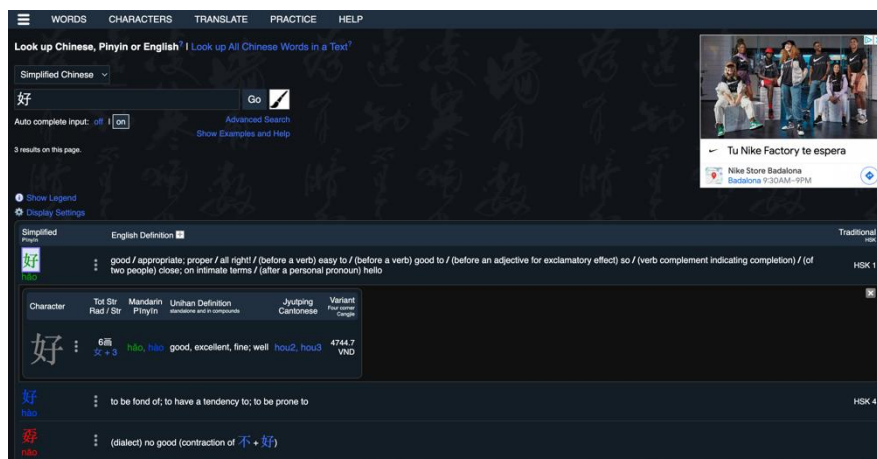 WORDS CHARACTERS TRANSLATE PRACTICE HELP
Look up Chinese, Pinyin or English? | Look up All Chinese Words in a Text?
Simplified Chinese
好 Go
Auto complete input: off | on
Advanced Search
Show Examples and Help
3 results on this page.
Tu Nike Factory te espera
Nike Store Badalona
Badalona 9:30AM–9PM
Show Legend
Display Settings
Simplified English Definition Traditional
Pinyin HSK
好 good / appropriate; proper / all right! / (before a verb) easy to / (before a verb) good to / (before an adjective for exclamatory effect) so / (verb complement indicating completion) / (of
hǎo two people) close; on intimate terms / (after a personal pronoun) hello HSK 1
Character Tot Str Mandarin Unihan Definition Jyutping Variant
Rad / Str Pīnyīn standalone and in compounds Cantonese Four corner
Cangjie
好 6画 hǎo, hào good, excellent, fine; well hou2, hou3 4744.7
女 + 3 VND
好 to be fond of; to have a tendency to; to be prone to HSK 4
hào
孬 (dialect) no good (contraction of 不 + 好)
nāo